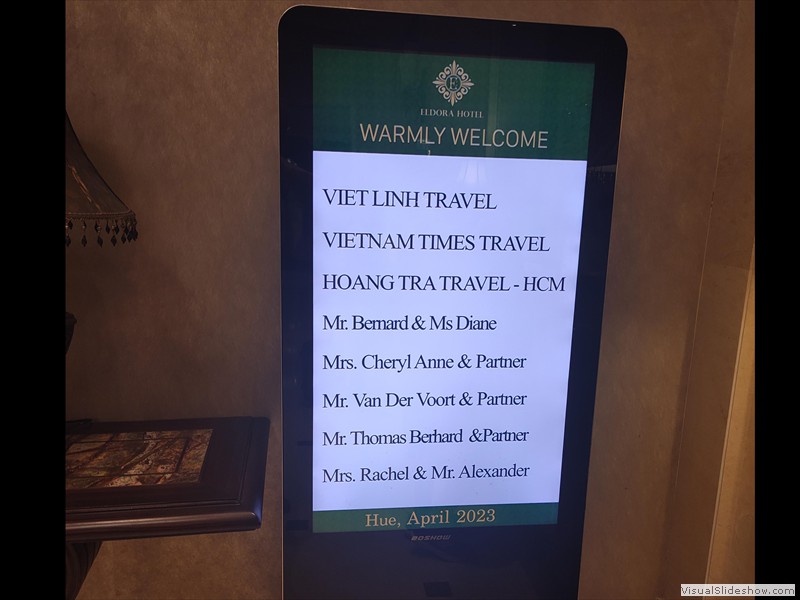 E
ELDORA HOTEL
WARMLY WELCOME
VIET LINH TRAVEL
VIETNAM TIMES TRAVEL
HOANG TRA TRAVEL - HCM
Mr. Bernard & Ms Diane
Mrs. Cheryl Anne & Partner
Mr. Van Der Voort & Partner
Mr. Thomas Berhard &Partner
Mrs. Rachel & Mr. Alexander
Hue, April 2023
BOSHOW
VisualSlideshow.com